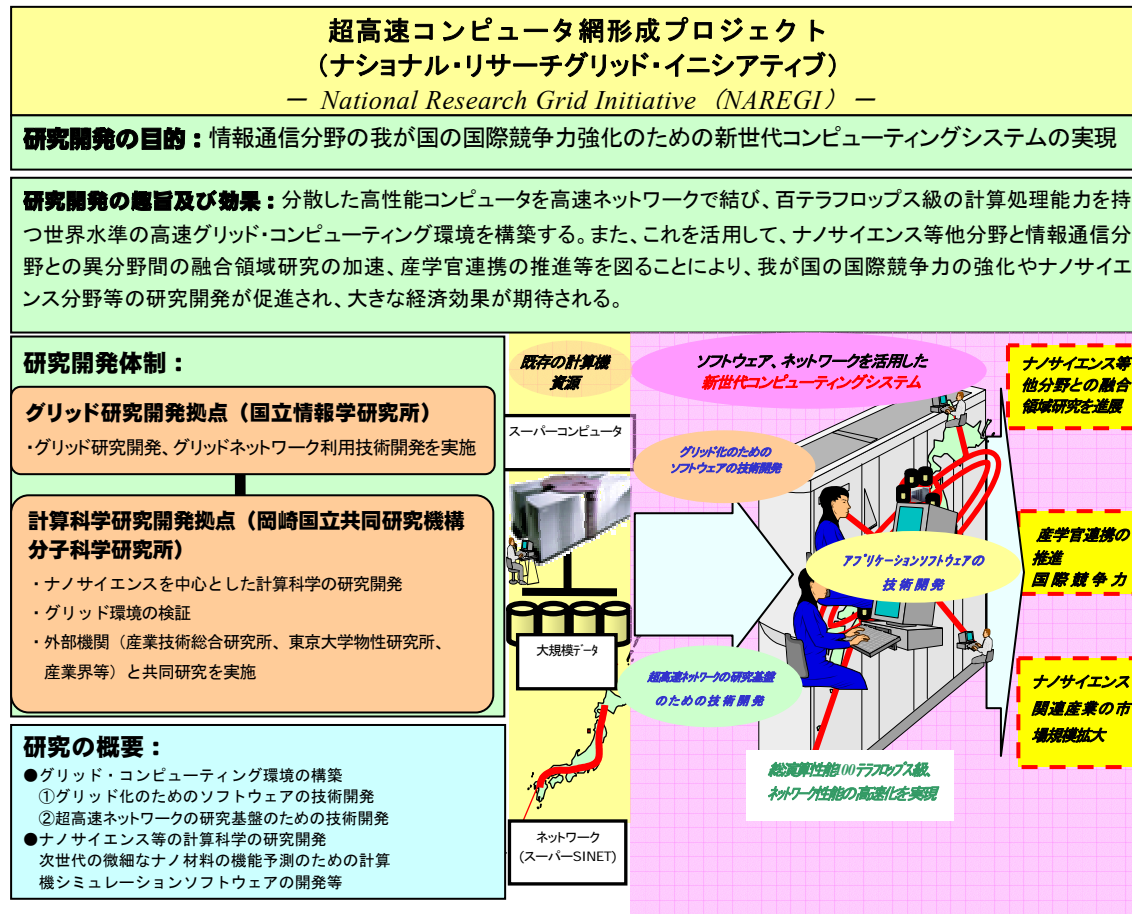 超高速コンピュータ網形成プロジェクト
(ナショナル・リサーチグリッド・イニシアティブ)
― National Research Grid Initiative (NAREGI) ―
研究開発の目的：情報通信分野の我が国の国際競争力強化のための新世代コンピューティングシステムの実現
研究開発の趣旨及び効果：分散した高性能コンピュータを高速ネットワークで結び、百テラフロップス級の計算処理能力を持
つ世界水準の高速グリッド・コンピューティング環境を構築する。また、これを活用して、ナノサイエンス等他分野と情報通信分
野との異分野間の融合領域研究の加速、産学官連携の推進等を図ることにより、我が国の国際競争力の強化やナノサイエ
ンス分野等の研究開発が促進され、大きな経済効果が期待される。
研究開発体制：
グリッド研究開発拠点（国立情報学研究所）
・グリッド研究開発、グリッドネットワーク利用技術開発を実施
計算科学研究開発拠点（岡崎国立共同研究機構
分子科学研究所）
・ナノサイエンスを中心とした計算科学の研究開発
・グリッド環境の検証
・外部機関（産業技術総合研究所、東京大学物性研究所、
産業界等）と共同研究を実施
研究の概要：
●グリッド・コンピューティング環境の構築
①グリッド化のためのソフトウェアの技術開発
②超高速ネットワークの研究基盤のための技術開発
●ナノサイエンス等の計算科学の研究開発
次世代の微細なナノ材料の機能予測のための計算
機シミュレーションソフトウェアの開発等
既存の計算機
資源
スーパーコンピュータ
大規模データ
ネットワーク
(スーパーSINET)
ソフトウェア、ネットワークを活用した
新世代コンピューティングシステム
グリッド化のための
ソフトウェアの技術開発
アプリケーションソフトウェアの
技術開発
超高速ネットワークの研究基盤
のための技術開発
総演算性能100テラフロップス級、
ネットワーク性能の高速化を実現
ナノサイエンス等
他分野との融合
領域研究を進展
産学官連携の
推進
国際競争力
ナノサイエンス
関連産業の市
場規模拡大